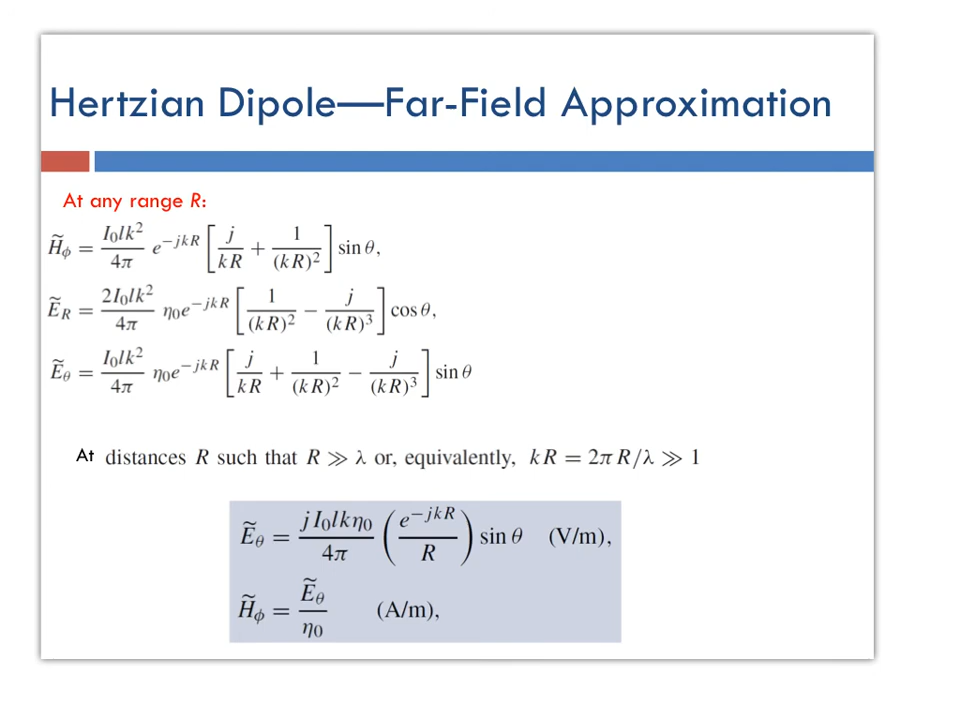 Hertzian Dipole—Far-Field Approximation
At any range R:
H̃_ϕ = I₀lk²/4π e^{−jkR} [ j/kR + 1/(kR)² ] sin θ,
Ẽ_R = 2I₀lk²/4π η₀e^{−jkR} [ 1/(kR)² − j/(kR)³ ] cos θ,
Ẽ_θ = I₀lk²/4π η₀e^{−jkR} [ j/kR + 1/(kR)² − j/(kR)³ ] sin θ
At distances R such that R ≫ λ or, equivalently, kR = 2πR/λ ≫ 1
Ẽ_θ = jI₀lkη₀/4π ( e^{−jkR}/R ) sin θ (V/m),
H̃_ϕ = Ẽ_θ/η₀ (A/m),